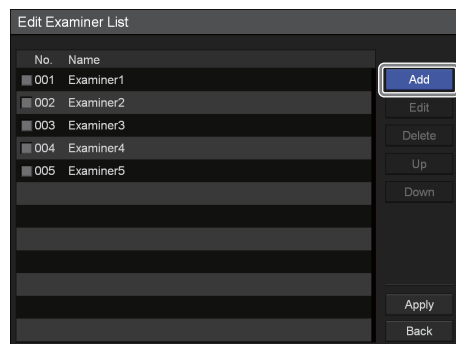 Edit Examiner List
No. Name
001 Examiner1
002 Examiner2
003 Examiner3
004 Examiner4
005 Examiner5
Add
Edit
Delete
Up
Down
Apply
Back